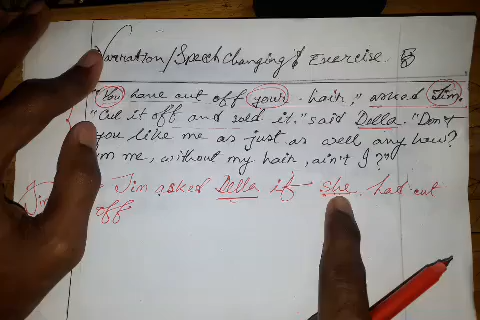 Narration/Speech Changing Exercise
"You have cut off your hair," asked Jim.
"Cut it off and sold it," said Della. "Don't
you like me as just as well, any how?
I'm me, without my hair, ain't I?"
Jim asked Della if she had cut
off